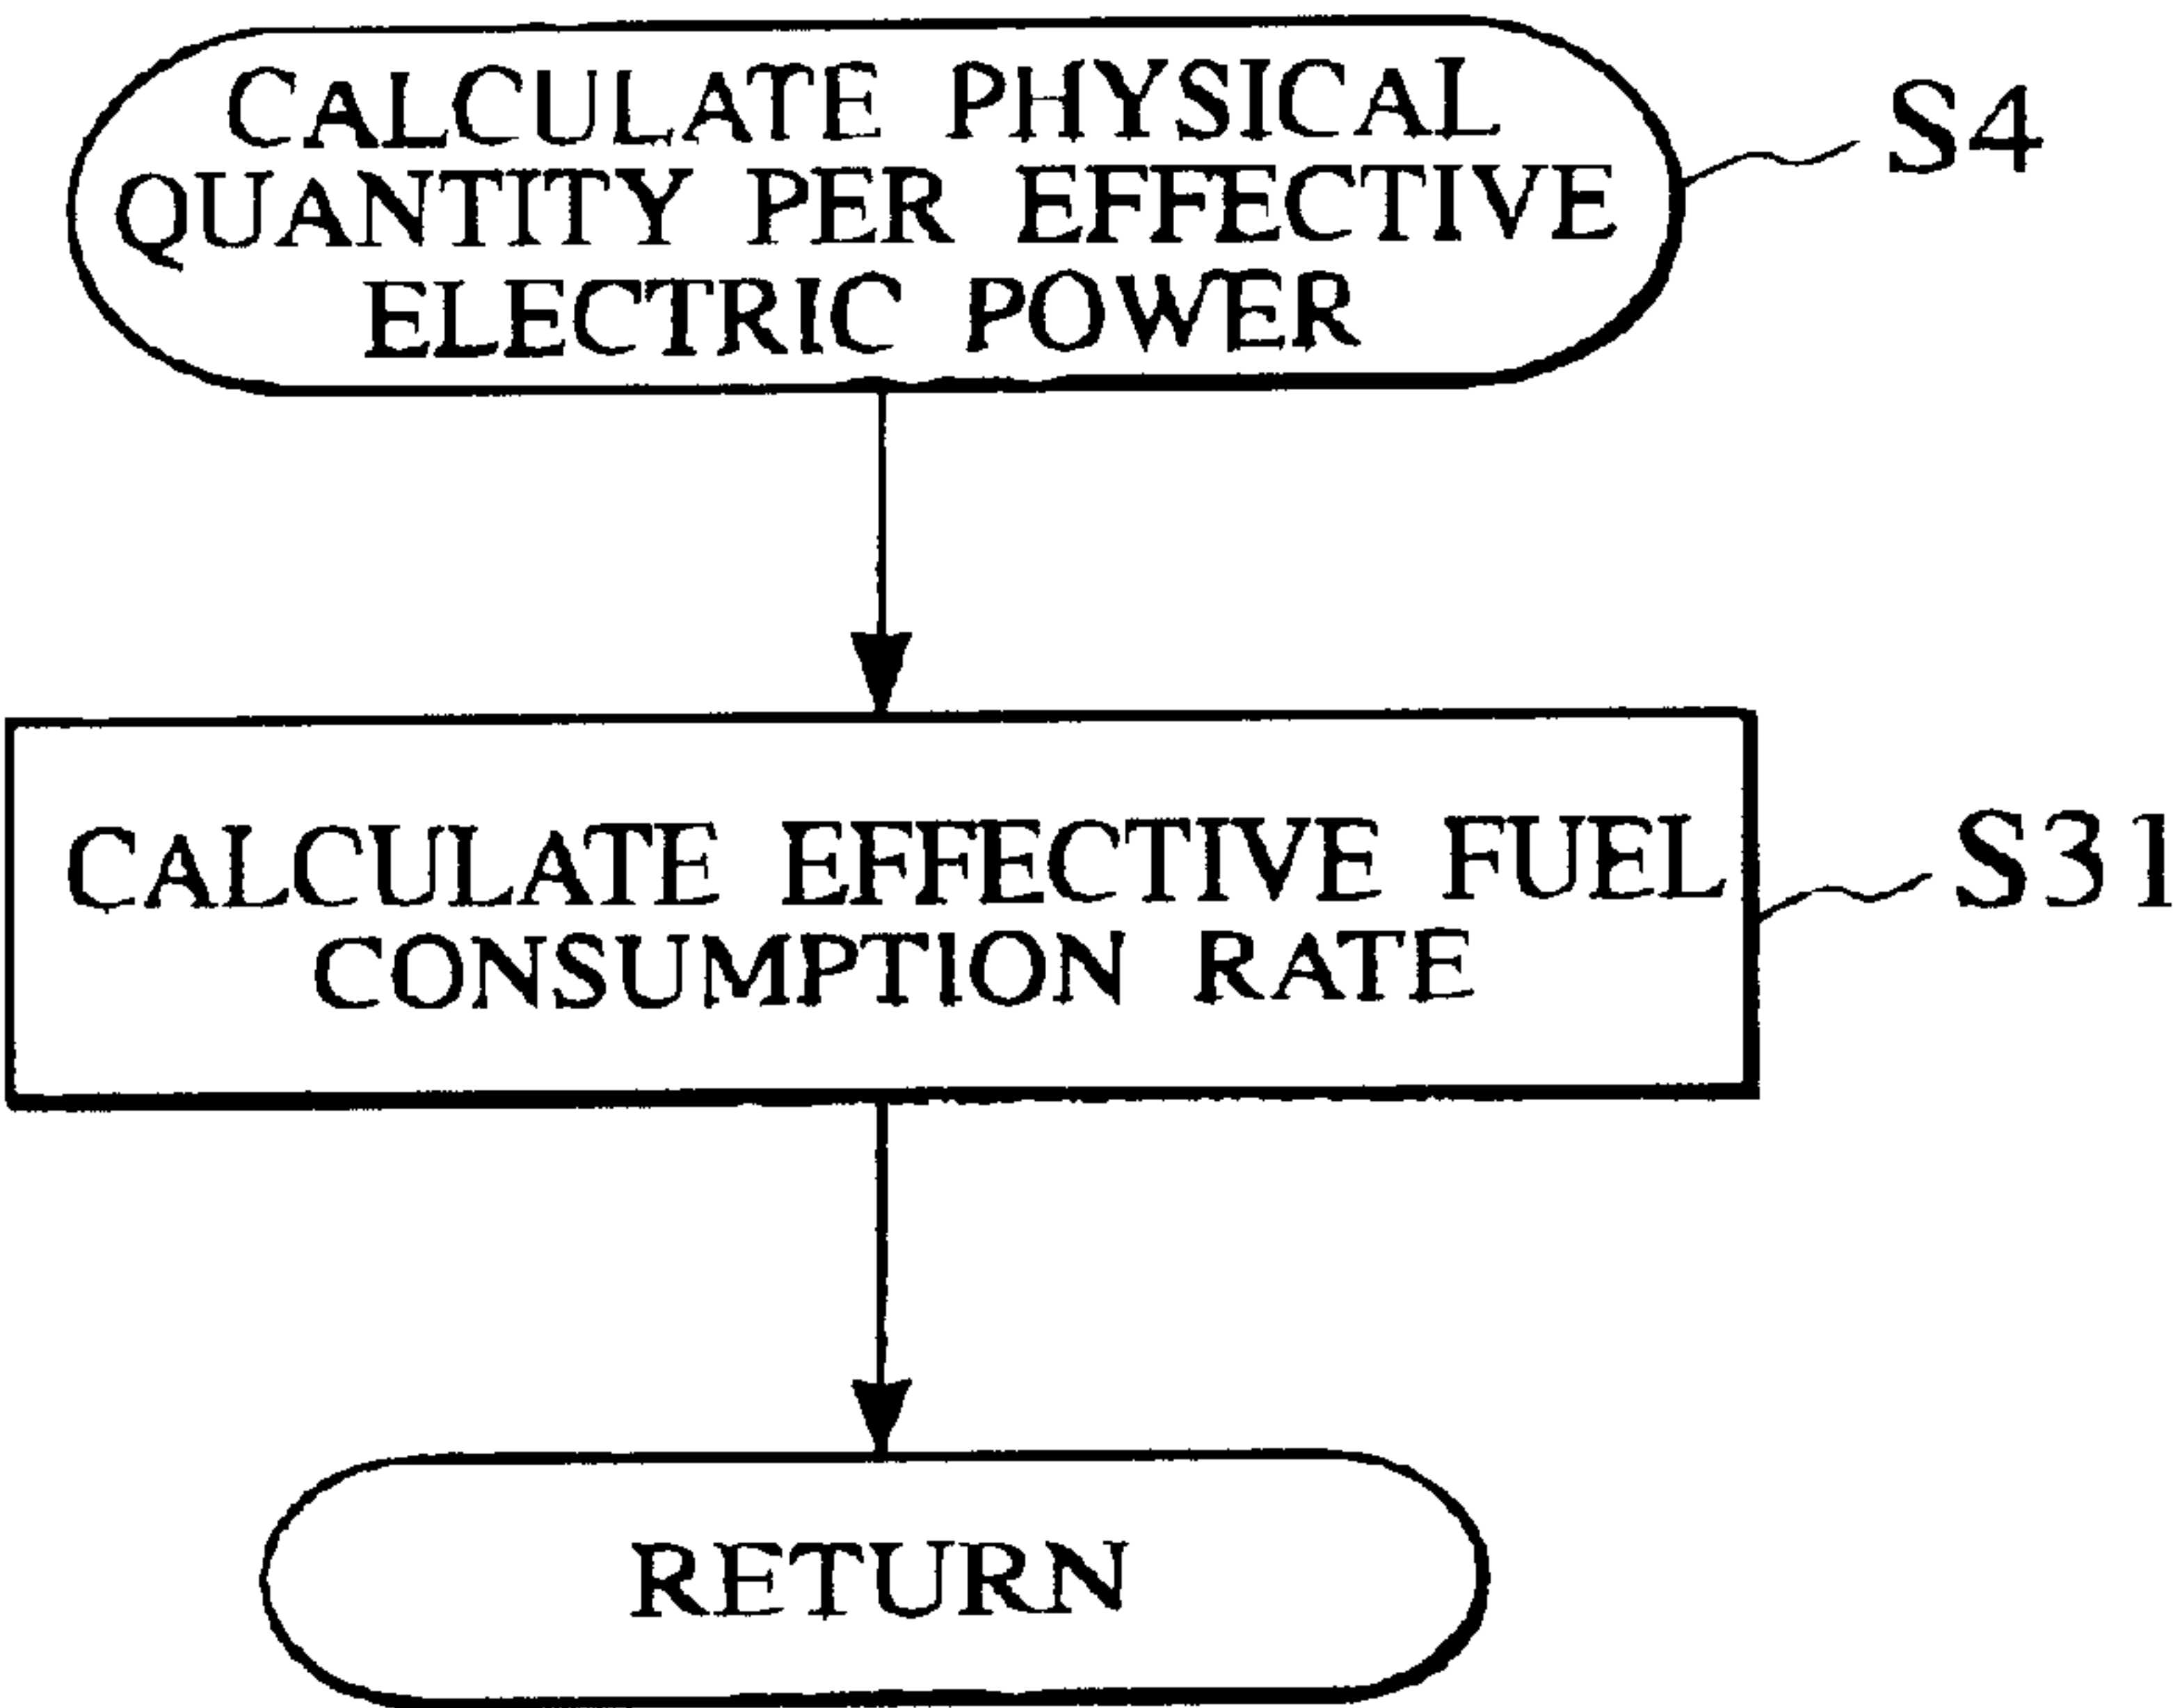 CALCULATE PHYSICAL
QUANTITY PER EFFECTIVE
ELECTRIC POWER
S4
CALCULATE EFFECTIVE FUEL
CONSUMPTION RATE
S31
RETURN